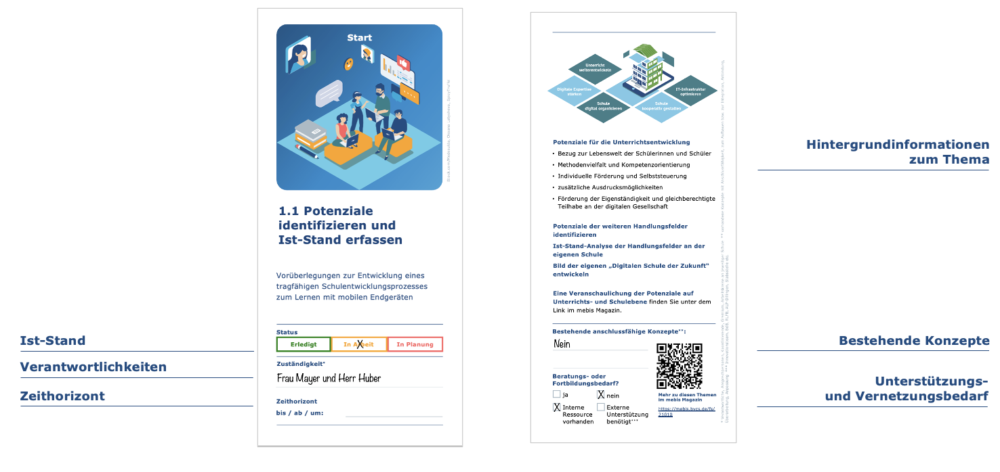 Start
iStock.com/Medesulda, Oksana Latysheva, SpicyTruffel
1.1 Potenziale
identifizieren und
Ist-Stand erfassen
Vorüberlegungen zur Entwicklung eines
tragfähigen Schulentwicklungsprozesses
zum Lernen mit mobilen Endgeräten
Status
Erledigt
In Arbeit
X
In Planung
Zuständigkeit*
Frau Mayer und Herr Huber
Zeithorizont
bis / ab / um:
Ist-Stand
Verantwortlichkeiten
Zeithorizont
Unterricht
weiterentwickeln
Digitale Expertise
stärken
IT-Infrastruktur
optimieren
Schule
digital organisieren
Schule
kooperativ gestalten
Potenziale für die Unterrichtsentwicklung
• Bezug zur Lebenswelt der Schülerinnen und Schüler
• Methodenvielfalt und Kompetenzorientierung
• Individuelle Förderung und Selbststeuerung
• zusätzliche Ausdrucksmöglichkeiten
• Förderung der Eigenständigkeit und gleichberechtigte
Teilhabe an der digitalen Gesellschaft
Potenziale der weiteren Handlungsfelder
identifizieren
Ist-Stand-Analyse der Handlungsfelder an der
eigenen Schule
Bild der eigenen „Digitalen Schule der Zukunft“
entwickeln
Eine Veranschaulichung der Potenziale auf
Unterrichts- und Schulebene finden Sie unter dem
Link im mebis Magazin.
Bestehende anschlussfähige Konzepte**:
Nein
Beratungs- oder
Fortbildungsbedarf?
ja
X nein
X Interne
Ressource
vorhanden
Externe
Unterstützung
benötigt***
Mehr zu diesen Themen
im mebis Magazin
https://mebis.bycs.de/fs/
21010
Hintergrundinformationen
zum Thema
Bestehende Konzepte
Unterstützungs-
und Vernetzungsbedarf